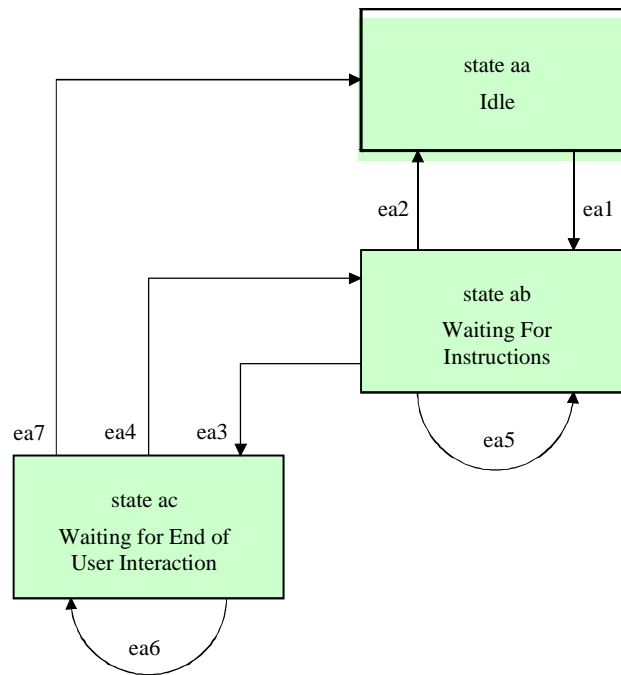 state aa
Idle
ea2
ea1
state ab
Waiting For
Instructions
ea7
ea4
ea3
ea5
state ac
Waiting for End of
User Interaction
ea6